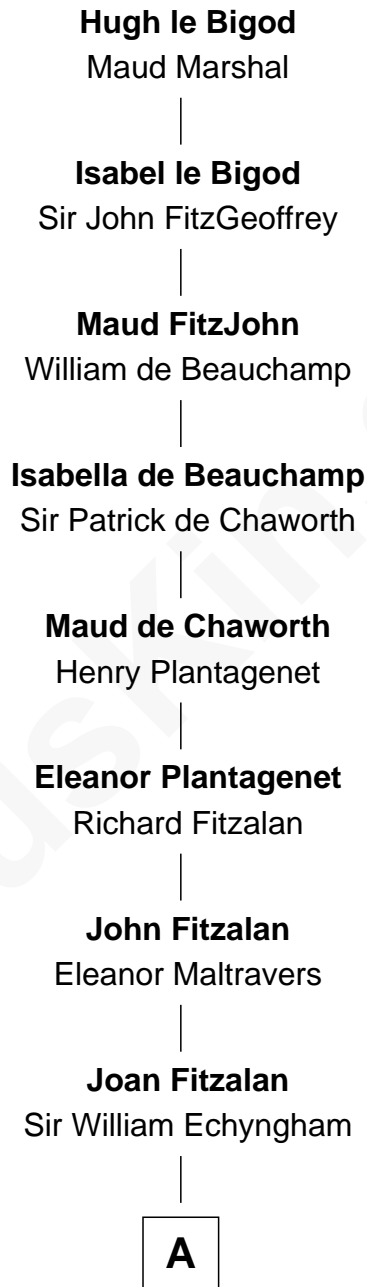 Hugh le Bigod
Maud Marshal
Isabel le Bigod
Sir John FitzGeoffrey
Maud FitzJohn
William de Beauchamp
Isabella de Beauchamp
Sir Patrick de Chaworth
Maud de Chaworth
Henry Plantagenet
Eleanor Plantagenet
Richard Fitzalan
John Fitzalan
Eleanor Maltravers
Joan Fitzalan
Sir William Echyngham
A